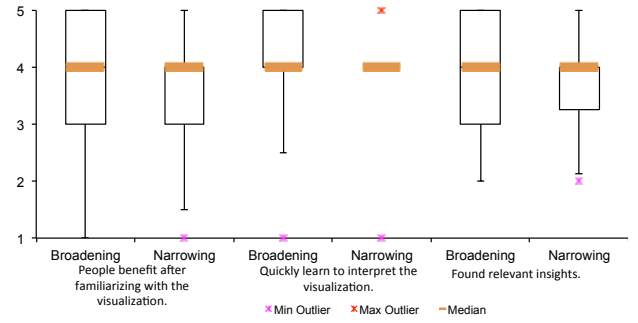 5
4
3
2
1
Broadening Narrowing Broadening Narrowing Broadening Narrowing
People benefit after
familiarizing with the
visualization.
Quickly learn to interpret the
visualization.
Found relevant insights.
Min Outlier Max Outlier Median